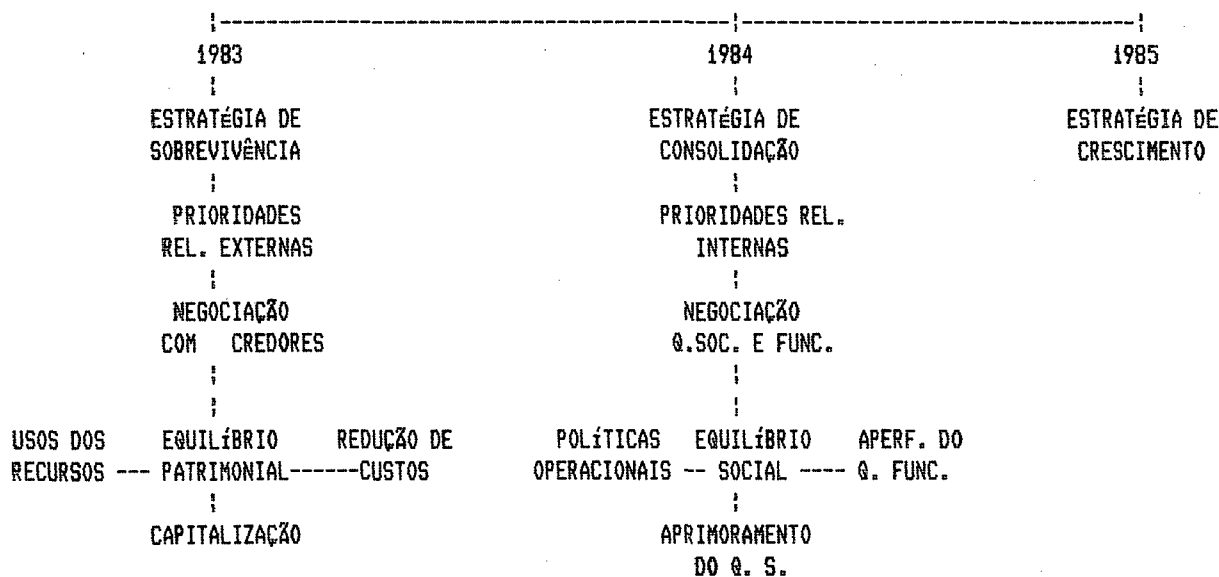 1983 1984 1985
ESTRATÉGIA DE ESTRATÉGIA DE ESTRATÉGIA DE
SOBREVIVÊNCIA CONSOLIDAÇÃO CRESCIMENTO
PRIORIDADES PRIORIDADES REL.
REL. EXTERNAS INTERNAS
NEGOCIAÇÃO NEGOCIAÇÃO
COM CREDORES Q.SOC. E FUNC.
USOS DOS EQUILÍBRIO REDUÇÃO DE POLÍTICAS EQUILÍBRIO APERF. DO
RECURSOS --- PATRIMONIAL------CUSTOS OPERACIONAIS -- SOCIAL ---- Q. FUNC.
CAPITALIZAÇÃO APRIMORAMENTO
DO Q. S.